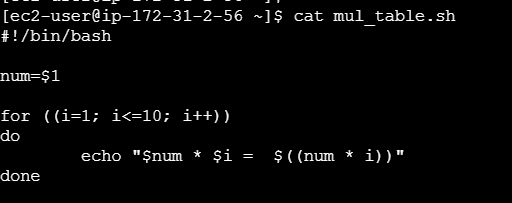 [ec2-user@ip-172-31-2-56 ~]$ cat mul_table.sh
#!/bin/bash
num=$1
for ((i=1; i<=10; i++))
do
        echo "$num * $i =  $((num * i))"
done